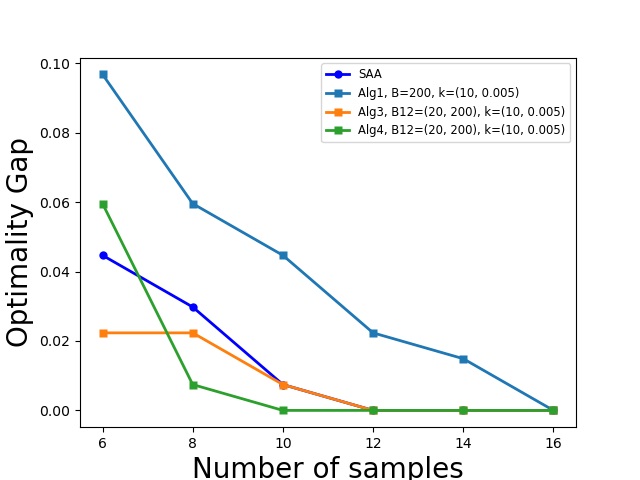 Optimality Gap
0.10
0.08
0.06
0.04
0.02
0.00
SAA
Alg1, B=200, k=(10, 0.005)
Alg3, B12=(20, 200), k=(10, 0.005)
Alg4, B12=(20, 200), k=(10, 0.005)
6 8 10 12 14 16
Number of samples